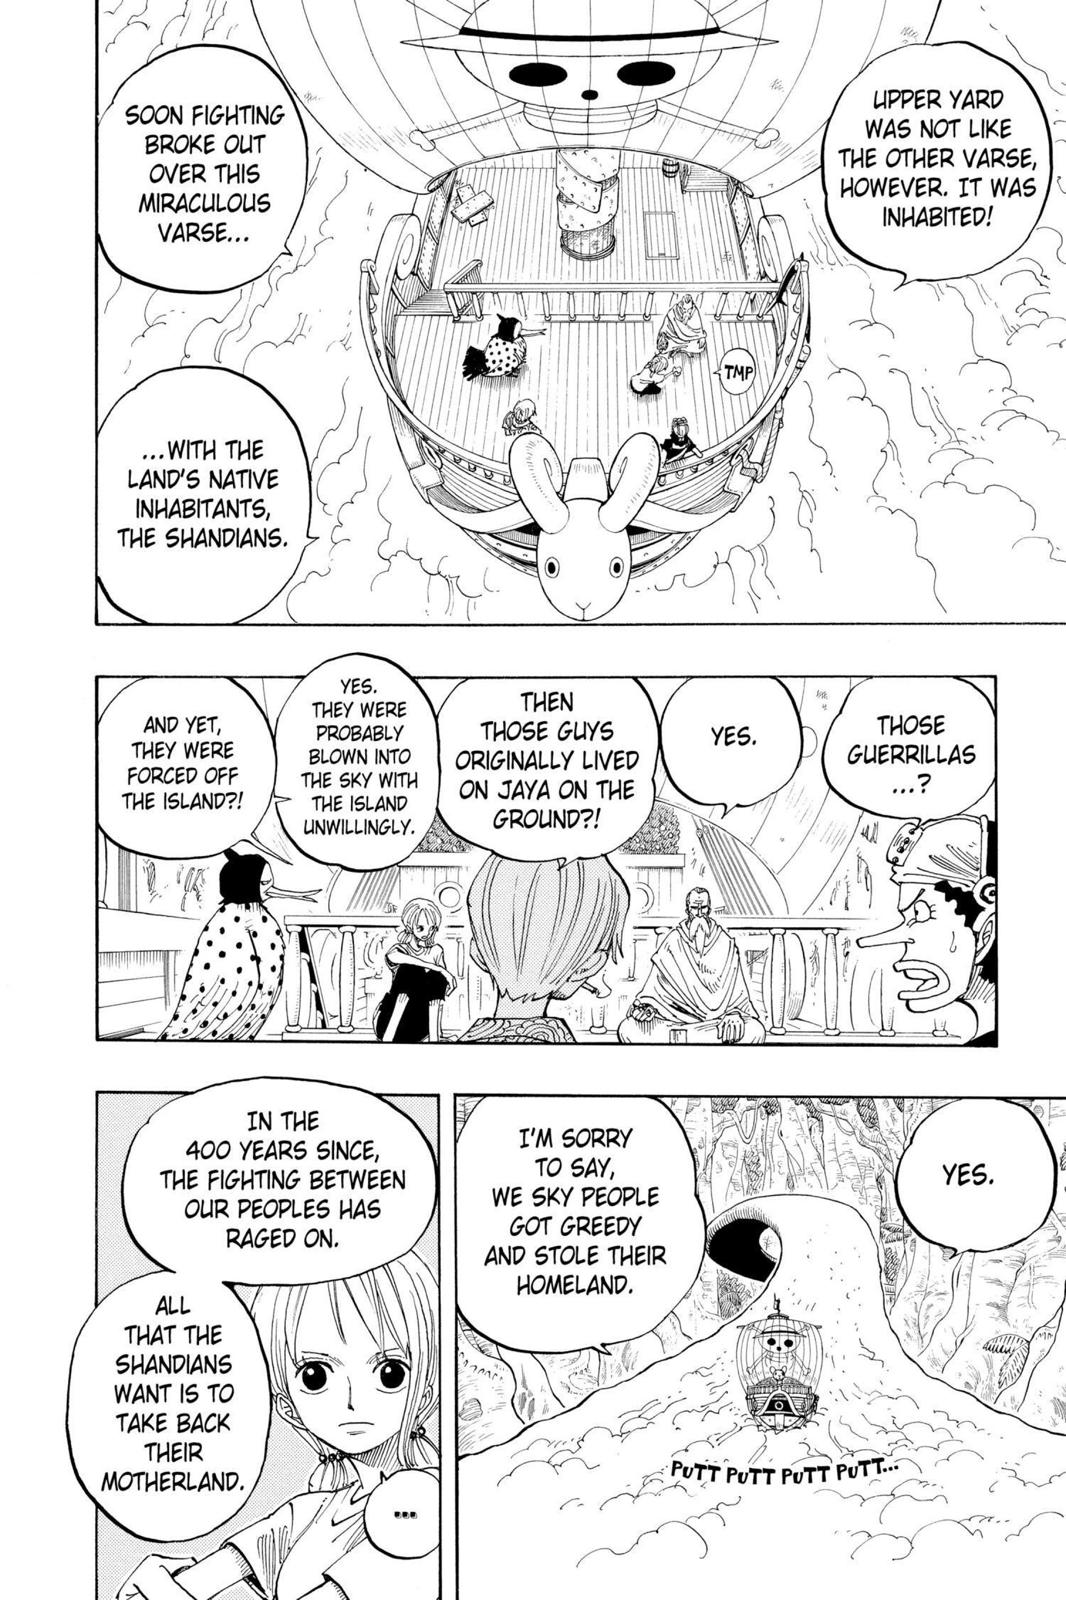 UPPER YARD
WAS NOT LIKE
THE OTHER VARSE,
HOWEVER. IT WAS
INHABITED!
SOON FIGHTING
BROKE OUT
OVER THIS
MIRACULOUS
VARSE...
TMP
...WITH THE
LAND'S NATIVE
INHABITANTS,
THE SHANDIANS.
THOSE
GUERRILLAS
...?
YES.
THEN
THOSE GUYS
ORIGINALLY LIVED
ON JAYA ON THE
GROUND?!
YES.
THEY WERE
PROBABLY
BLOWN INTO
THE SKY WITH
THE ISLAND
UNWILLINGLY.
AND YET,
THEY WERE
FORCED OFF
THE ISLAND?!
YES.
I'M SORRY
TO SAY,
WE SKY PEOPLE
GOT GREEDY
AND STOLE THEIR
HOMELAND.
PUTT PUTT PUTT PUTT...
IN THE
400 YEARS SINCE,
THE FIGHTING BETWEEN
OUR PEOPLES HAS
RAGED ON.
ALL
THAT THE
SHANDIANS
WANT IS TO
TAKE BACK
THEIR
MOTHERLAND.
...